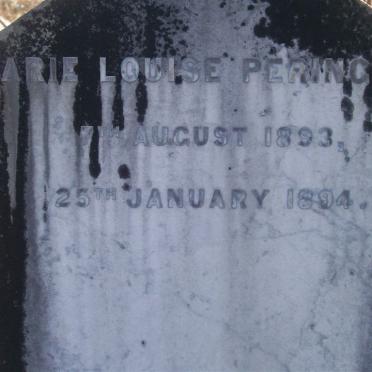 ARIE LOUISE PERINC
7TH AUGUST 1893,
25TH JANUARY 1894.